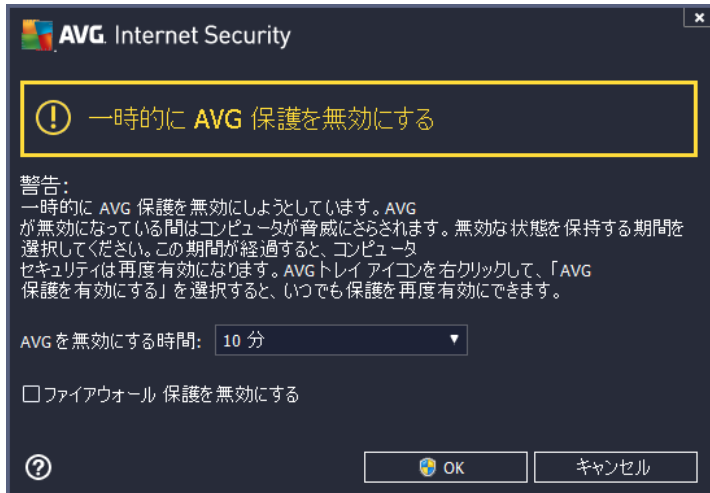 AVG. Internet Security
一時的に AVG 保護を無効にする
警告:
一時的に AVG 保護を無効にしようとしています。AVG
が無効になっている間はコンピュータが脅威にさらされます。無効な状態を保持する期間を
選択してください。この期間が経過すると、コンピュータ
セキュリティは再度有効になります。AVGトレイ アイコンを右クリックして、「AVG
保護を有効にする」を選択すると、いつでも保護を再度有効にできます。
AVGを無効にする時間: 10 分
ファイアウォール 保護を無効にする
OK キャンセル